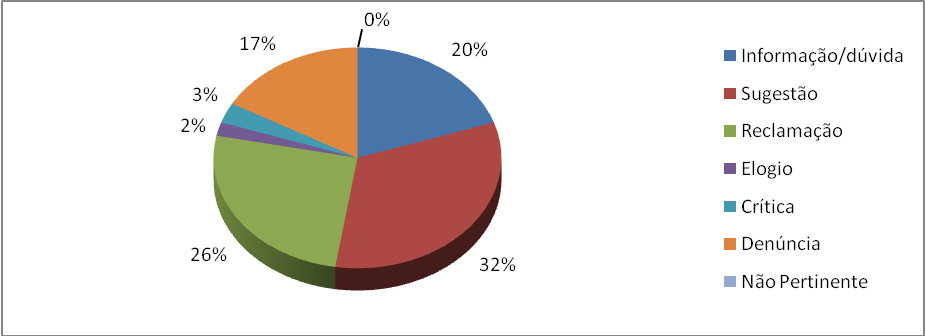 0%
17%
20%
3%
2%
26%
32%
Informação/dúvida
Sugestão
Reclamação
Elogio
Crítica
Denúncia
Não Pertinente